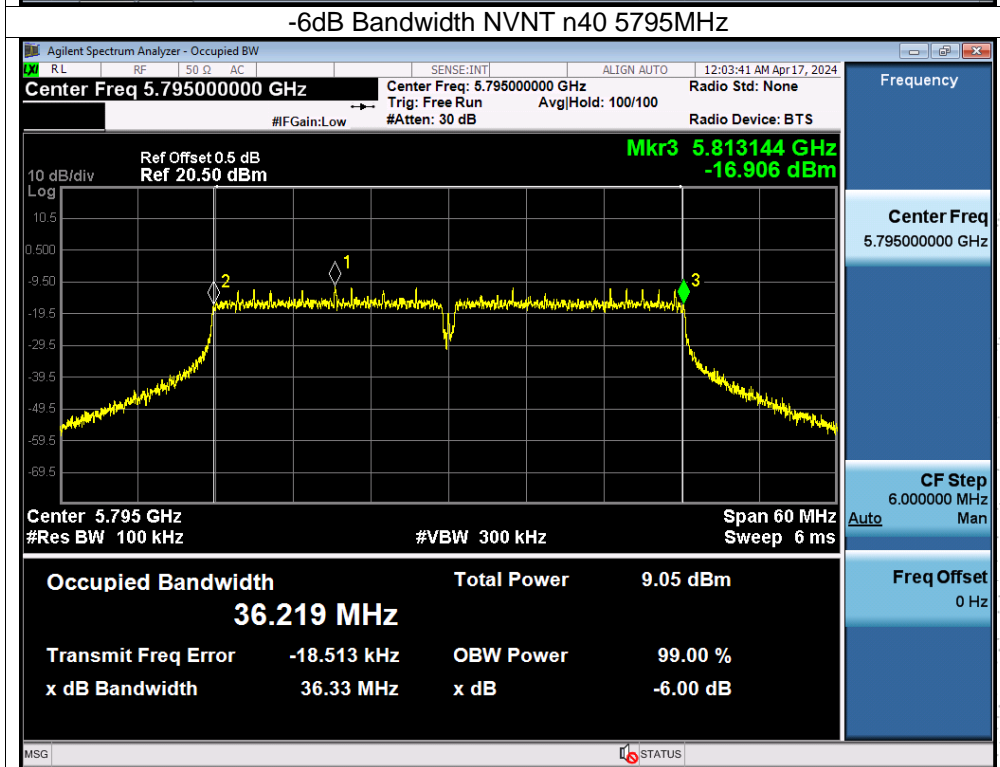 -6dB Bandwidth NVNT n40 5795MHz
Agilent Spectrum Analyzer - Occupied BW
LXI RL RF 50 Ω AC SENSE:INT ALIGN AUTO 12:03:41 AM Apr 17, 2024
Center Freq 5.795000000 GHz
Center Freq: 5.795000000 GHz Radio Std: None
Trig: Free Run Avg|Hold: 100/100
#IFGain:Low #Atten: 30 dB Radio Device: BTS
Mkr3 5.813144 GHz
-16.906 dBm
Ref Offset 0.5 dB
10 dB/div Ref 20.50 dBm
Log
10.5
0.500
-9.50
-19.5
-29.5
-39.5
-49.5
-59.5
-69.5
1
2
3
Center 5.795 GHz Span 60 MHz
#Res BW 100 kHz #VBW 300 kHz Sweep 6 ms
Occupied Bandwidth Total Power 9.05 dBm
36.219 MHz
Transmit Freq Error -18.513 kHz OBW Power 99.00 %
x dB Bandwidth 36.33 MHz x dB -6.00 dB
Frequency
Center Freq
5.795000000 GHz
CF Step
6.000000 MHz
Auto Man
Freq Offset
0 Hz
MSG STATUS